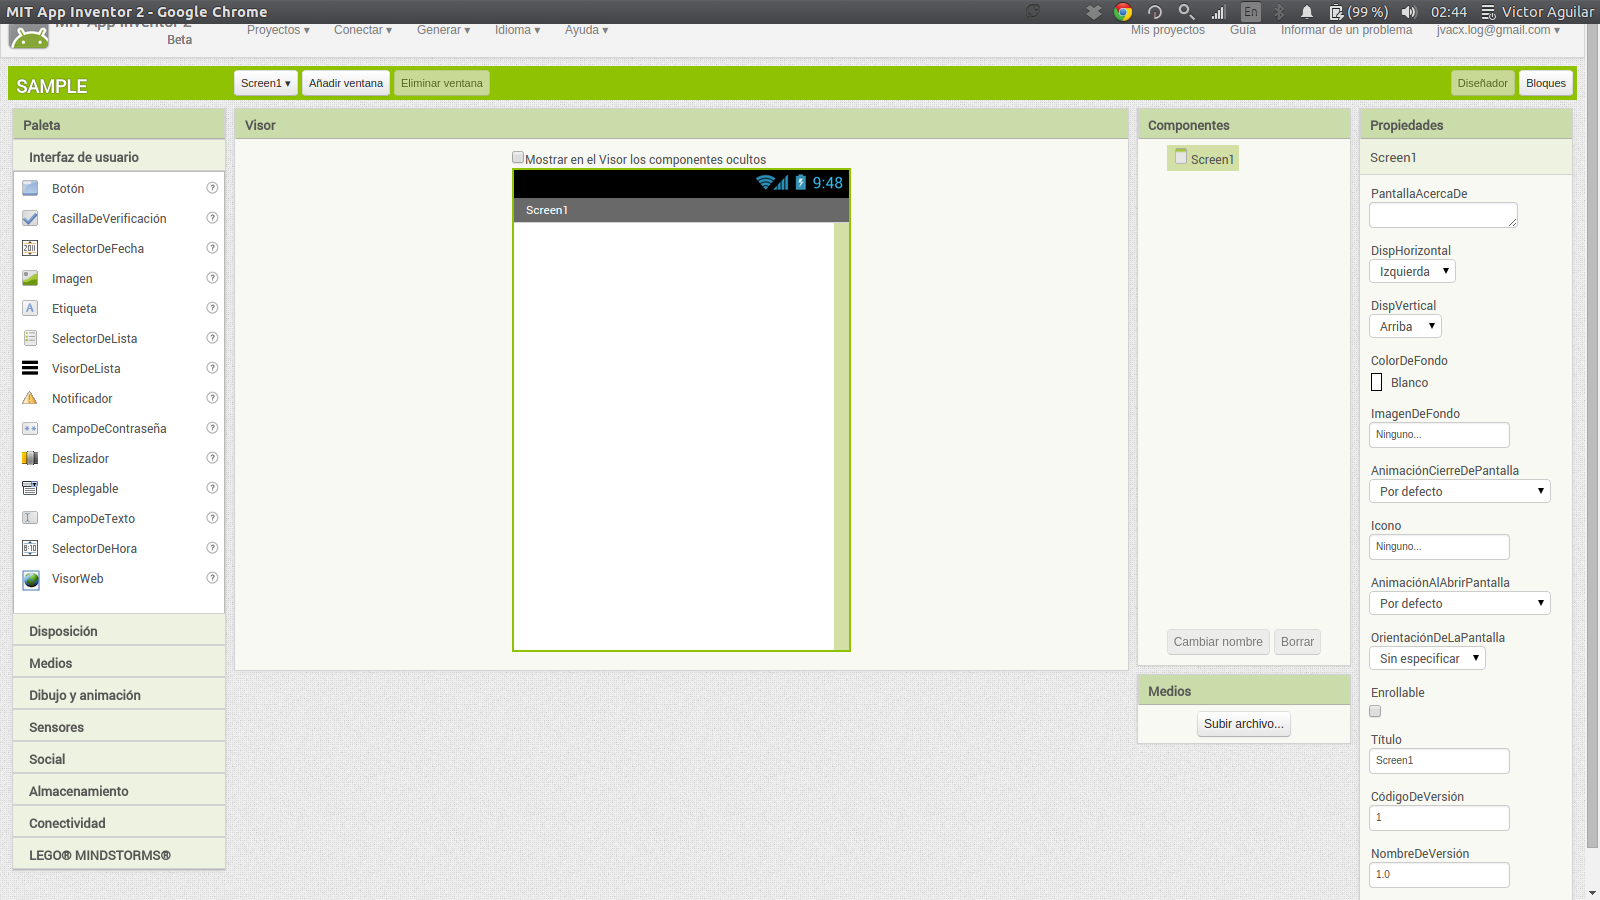 MIT App Inventor 2 - Google Chrome
En
(99 %)
02:44
Victor Aguilar
MIT App Inventor 2
Beta
Proyectos ▾
Conectar ▾
Generar ▾
Idioma ▾
Ayuda ▾
Mis proyectos
Guía
Informar de un problema
jvacx.log@gmail.com ▾
SAMPLE
Screen1 ▾
Añadir ventana
Eliminar ventana
Diseñador
Bloques
Paleta
Interfaz de usuario
Botón ?
CasillaDeVerificación ?
SelectorDeFecha ?
Imagen ?
A Etiqueta ?
SelectorDeLista ?
VisorDeLista ?
Notificador ?
CampoDeContraseña ?
Deslizador ?
Desplegable ?
CampoDeTexto ?
SelectorDeHora ?
VisorWeb ?
Disposición
Medios
Dibujo y animación
Sensores
Social
Almacenamiento
Conectividad
LEGO® MINDSTORMS®
Visor
Mostrar en el Visor los componentes ocultos
9:48
Screen1
Componentes
Screen1
Cambiar nombre
Borrar
Medios
Subir archivo...
Propiedades
Screen1
PantallaAcercaDe
DispHorizontal
Izquierda
DispVertical
Arriba
ColorDeFondo
Blanco
ImagenDeFondo
Ninguno...
AnimaciónCierreDePantalla
Por defecto
Icono
Ninguno...
AnimaciónAlAbrirPantalla
Por defecto
OrientaciónDeLaPantalla
Sin especificar
Enrollable
Título
Screen1
CódigoDeVersión
1
NombreDeVersión
1.0